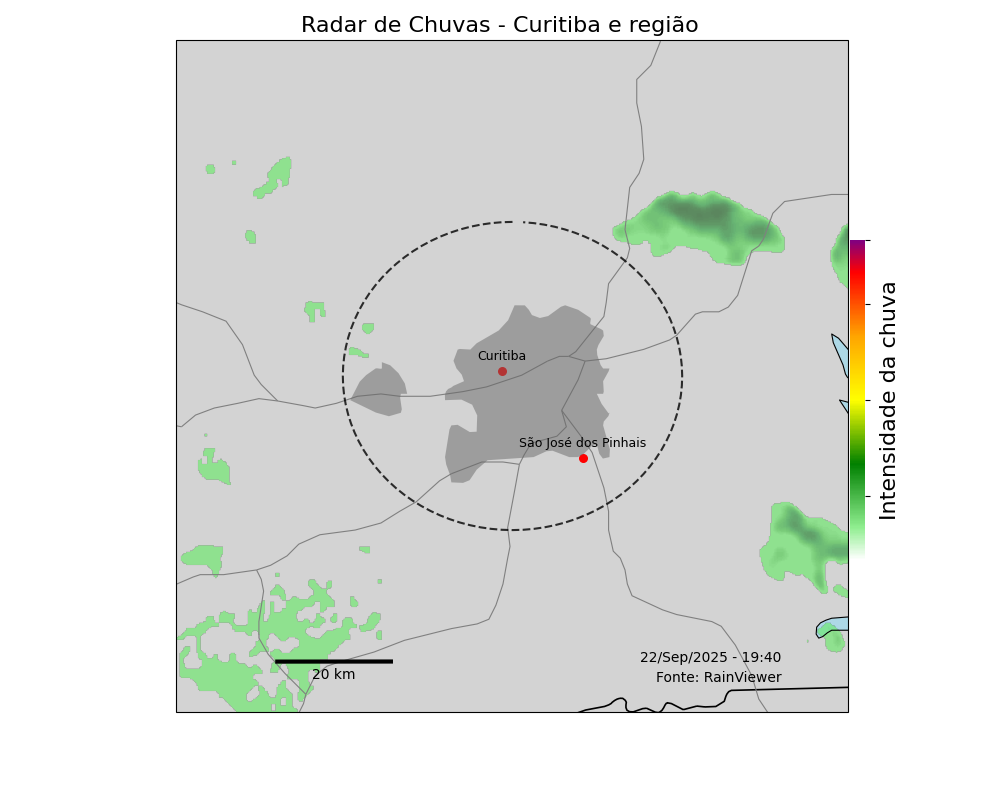 Radar de Chuvas - Curitiba e região
Curitiba
São José dos Pinhais
Intensidade da chuva
22/Sep/2025 - 19:40
Fonte: RainViewer
20 km